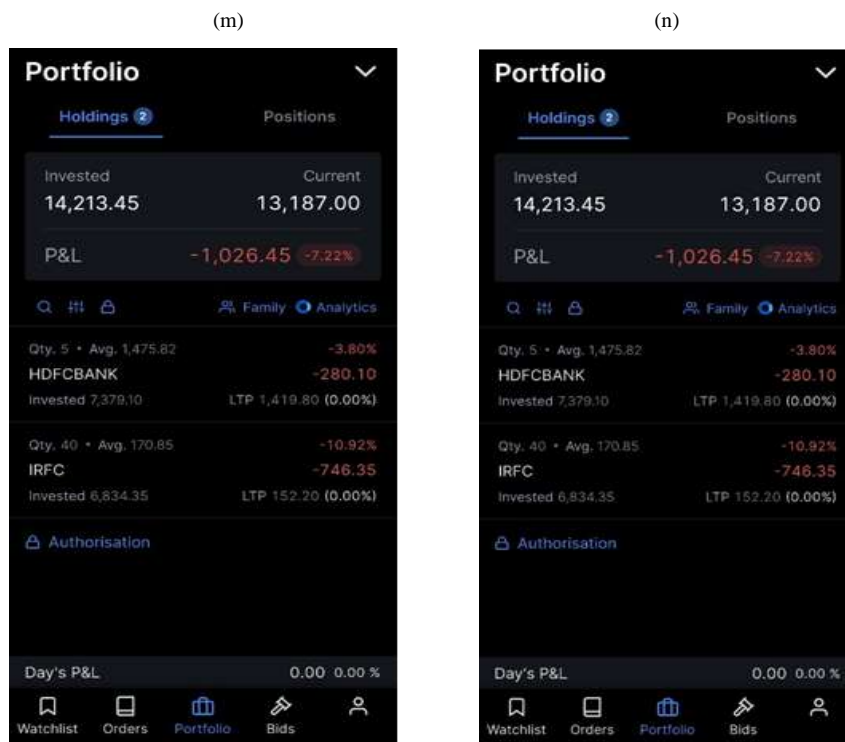 (m)
Portfolio
Holdings 2
Positions
Invested
Current
14,213.45
13,187.00
P&L
-1,026.45 -7.22%
Family
Analytics
Qty. 5 • Avg. 1,475.82
-3.80%
HDFCBANK
-280.10
Invested 7,379.10
LTP 1,419.80 (0.00%)
Qty. 40 • Avg. 170.85
-10.92%
IRFC
-746.35
Invested 6,834.35
LTP 152.20 (0.00%)
Authorisation
Day's P&L
0.00 0.00 %
Watchlist
Orders
Portfolio
Bids
(n)
Portfolio
Holdings 2
Positions
Invested
Current
14,213.45
13,187.00
P&L
-1,026.45 -7.22%
Family
Analytics
Qty. 5 • Avg. 1,475.82
-3.80%
HDFCBANK
-280.10
Invested 7,379.10
LTP 1,419.80 (0.00%)
Qty. 40 • Avg. 170.85
-10.92%
IRFC
-746.35
Invested 6,834.35
LTP 152.20 (0.00%)
Authorisation
Day's P&L
0.00 0.00 %
Watchlist
Orders
Portfolio
Bids